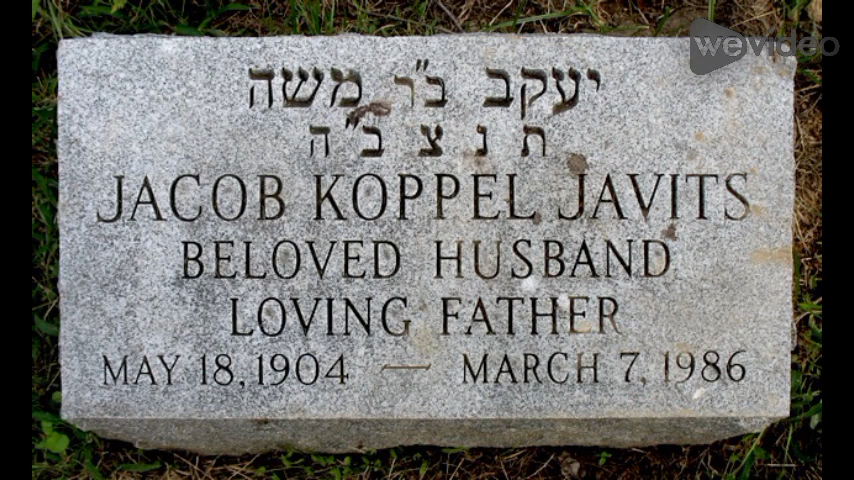 wevideo
יעקב ב״ר משה
ת נ צ ב״ה
JACOB KOPPEL JAVITS
BELOVED HUSBAND
LOVING FATHER
MAY 18, 1904 — MARCH 7, 1986